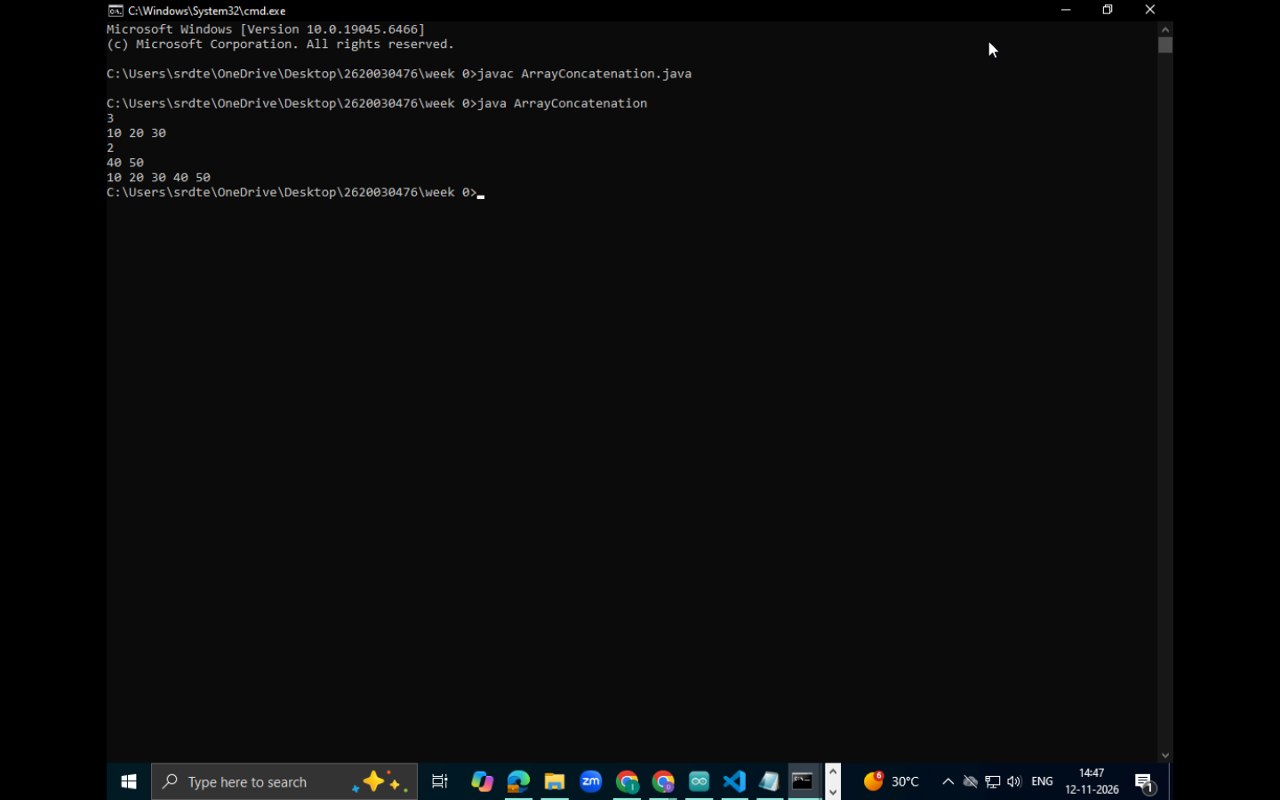 C:\Windows\System32\cmd.exe
Microsoft Windows [Version 10.0.19045.6466]
(c) Microsoft Corporation. All rights reserved.
C:\Users\srdte\OneDrive\Desktop\2620030476\week 0>javac ArrayConcatenation.java
C:\Users\srdte\OneDrive\Desktop\2620030476\week 0>java ArrayConcatenation
3
10 20 30
2
40 50
10 20 30 40 50
C:\Users\srdte\OneDrive\Desktop\2620030476\week 0>
Type here to search
zm
30°C
ENG
14:47
12-11-2026
1